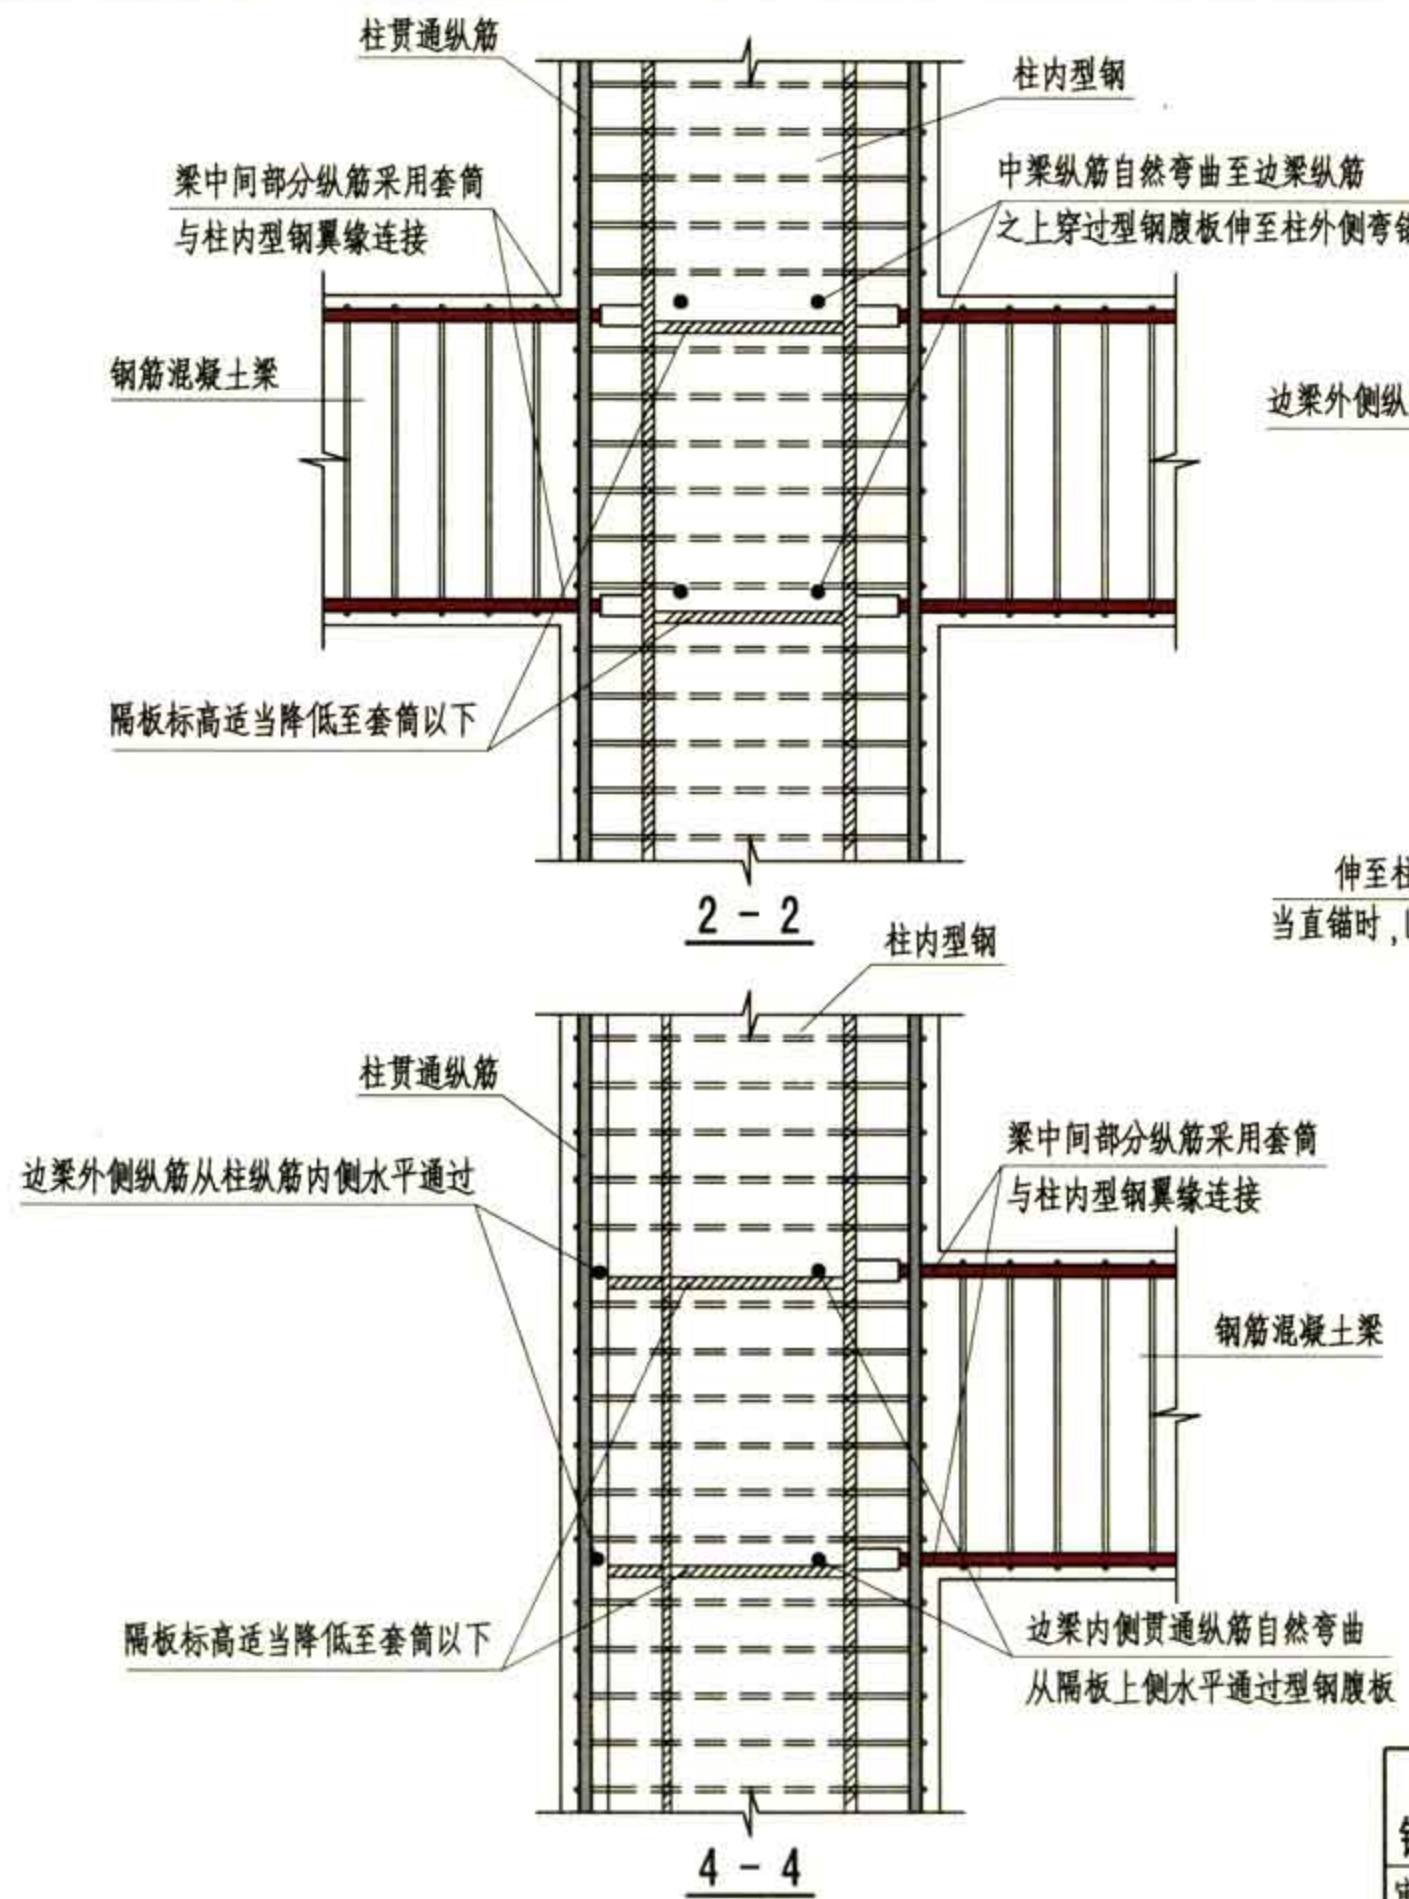 柱贯通纵筋
柱内型钢
梁中间部分纵筋采用套筒
与柱内型钢翼缘连接
中梁纵筋自然弯曲至边梁纵筋
之上穿过型钢腹板伸至柱外侧弯锚
钢筋混凝土梁
边梁外侧纵
隔板标高适当降低至套筒以下
2 - 2
伸至柱
当直锚时,
柱内型钢
柱贯通纵筋
边梁外侧纵筋从柱纵筋内侧水平通过
梁中间部分纵筋采用套筒
与柱内型钢翼缘连接
钢筋混凝土梁
隔板标高适当降低至套筒以下
边梁内侧贯通纵筋自然弯曲
从隔板上侧水平通过型钢腹板
4 - 4